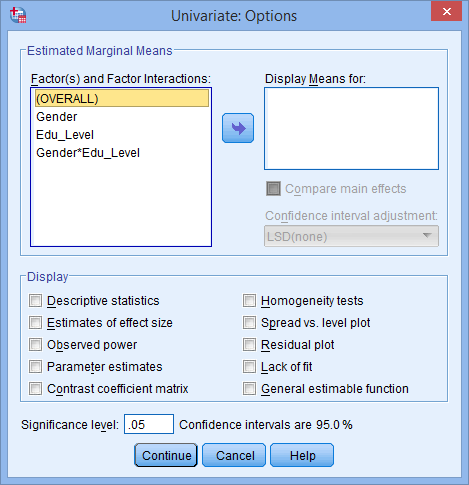 Univariate: Options
Estimated Marginal Means
Factor(s) and Factor Interactions:
(OVERALL)
Gender
Edu_Level
Gender*Edu_Level
Display Means for:
Compare main effects
Confidence interval adjustment:
LSD(none)
Display
Descriptive statistics
Estimates of effect size
Observed power
Parameter estimates
Contrast coefficient matrix
Homogeneity tests
Spread vs. level plot
Residual plot
Lack of fit
General estimable function
Significance level: .05 Confidence intervals are 95.0 %
Continue Cancel Help